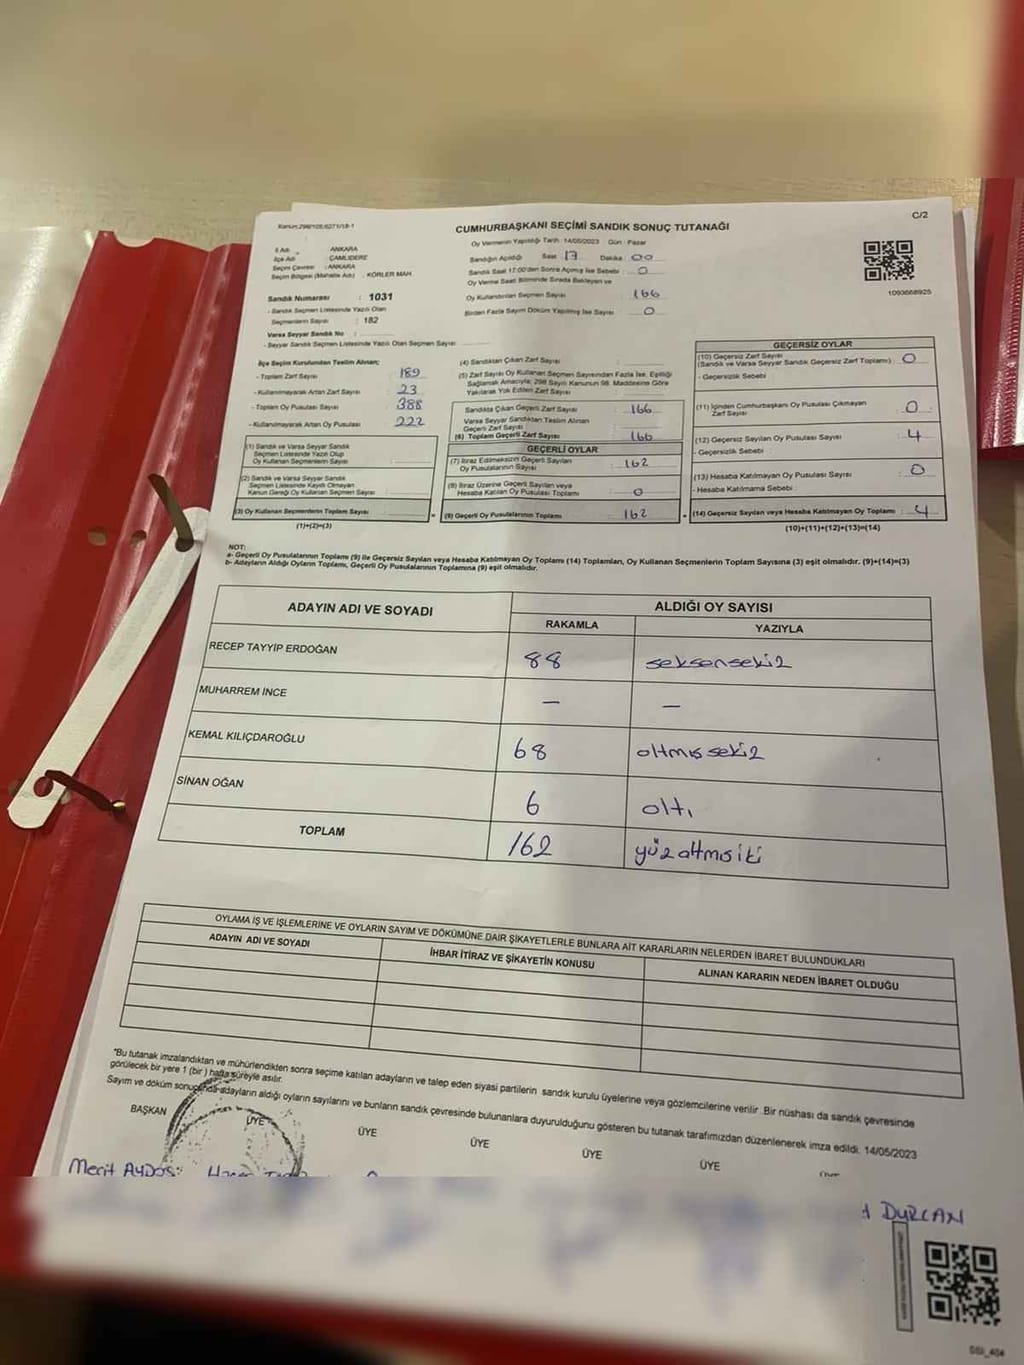 Kanun:298/105;6271/18-1
C/2
CUMHURBAŞKANI SEÇİMİ SANDIK SONUÇ TUTANAĞI
Oy Vermenin Yapıldığı Tarih :14/05/2023 Gün : Pazar
İl Adı : ANKARA
İlçe Adı : ÇAMLIDERE
Seçim Çevresi : ANKARA
Seçim Bölgesi (Mahalle Adı) : KÖRLER MAH.
Sandık Numarası : 1031
- Sandık Seçmen Listesinde Yazılı Olan
Seçmenlerin Sayısı : 182
Varsa Seyyar Sandık No :
- Seyyar Sandık Seçmen Listesinde Yazılı Olan Seçmen Sayısı
Sandığın Açıldığı Saat 17 Dakika 00
Sandık Saat 17:00'den Sonra Açılmış İse Sebebi : 0
Oy Verme Saati Bitiminde Sırada Bekleyen ve
Oy Kullandırılan Seçmen Sayısı 166
Birden Fazla Sayım Döküm Yapılmış İse Sayısı : 0
1093668925
İlçe Seçim Kurulundan Teslim Alınan;
- Toplam Zarf Sayısı 189
- Kullanılmayarak Artan Zarf Sayısı 23
- Toplam Oy Pusulası Sayısı 388
- Kullanılmayarak Artan Oy Pusulası 222
(1) Sandık ve Varsa Seyyar Sandık
Seçmen Listesinde Yazılı Olup
Oy Kullanan Seçmenlerin Sayısı
(2) Sandık ve Varsa Seyyar Sandık
Seçmen Listesinde Kayıtlı Olmayan
Kanun Gereği Oy Kullanan Seçmen Sayısı
(3) Oy Kullanan Seçmenlerin Toplam Sayısı
(1)+(2)=(3)
(4) Sandıktan Çıkan Zarf Sayısı
(5) Zarf Sayısı Oy Kullanan Seçmen Sayısından Fazla İse, Eşitliği
Sağlamak Amacıyla; 298 Sayılı Kanunun 98. Maddesine Göre
Yakılarak Yok Edilen Zarf Sayısı
Sandıkta Çıkan Geçerli Zarf Sayısı : 166
Varsa Seyyar Sandıktan Teslim Alınan
Geçerli Zarf Sayısı
(6) Toplam Geçerli Zarf Sayısı : 166
GEÇERLİ OYLAR
(7) İtiraz Edilmeksizin Geçerli Sayılan
Oy Pusulalarının Sayısı : 162
(8) İtiraz Üzerine Geçerli Sayılan veya
Hesaba Katılan Oy Pusulası Toplamı : 0
(9) Geçerli Oy Pusulalarının Toplamı 162
GEÇERSİZ OYLAR
(10) Geçersiz Zarf Sayısı
(Sandık ve Varsa Seyyar Sandık Geçersiz Zarf Toplamı) : 0
- Geçersizlik Sebebi :
(11) İçinden Cumhurbaşkanı Oy Pusulası Çıkmayan
Zarf Sayısı 0
(12) Geçersiz Sayılan Oy Pusulası Sayısı : 4
- Geçersizlik Sebebi :
(13) Hesaba Katılmayan Oy Pusulası Sayısı : 0
- Hesaba Katılmama Sebebi :
(14) Geçersiz Sayılan veya Hesaba Katılmayan Oy Toplamı : 4
(10)+(11)+(12)+(13)=(14)
NOT:
a- Geçerli Oy Pusulalarının Toplamı (9) ile Geçersiz Sayılan veya Hesaba Katılmayan Oy Toplamı (14) Toplamları, Oy Kullanan Seçmenlerin Toplam Sayısına (3) eşit olmalıdır. (9)+(14)=(3)
b- Adayların Aldığı Oyların Toplamı, Geçerli Oy Pusulalarının Toplamına (9) eşit olmalıdır.
ADAYIN ADI VE SOYADI
ALDIĞI OY SAYISI
RAKAMLA YAZIYLA
RECEP TAYYİP ERDOĞAN 88 seksensekiz
MUHARREM İNCE — —
KEMAL KILIÇDAROĞLU 68 altmışsekiz
SİNAN OĞAN 6 altı
TOPLAM 162 yüzaltmışiki
OYLAMA İŞ VE İŞLEMLERİNE VE OYLARIN SAYIM VE DÖKÜMÜNE DAİR ŞİKAYETLERLE BUNLARA AİT KARARLARIN NELERDEN İBARET BULUNDUKLARI
ADAYIN ADI VE SOYADI İHBAR İTİRAZ VE ŞİKAYETİN KONUSU ALINAN KARARIN NEDEN İBARET OLDUĞU
"Bu tutanak imzalandıktan ve mühürlendikten sonra seçime katılan adayların ve talep eden siyasi partilerin sandık kurulu üyelerine veya gözlemcilerine verilir .Bir nüshası da sandık çevresinde
görülecek bir yere 1 (bir ) hafta süreyle asılır.
Sayım ve döküm sonucunda adayların aldığı oyların sayılarını ve bunların sandık çevresinde bulunanlara duyurulduğunu gösteren bu tutanak tarafımızdan düzenlenerek imza edildi. 14/05/2023
BAŞKAN ÜYE ÜYE ÜYE ÜYE ÜYE
DURCAN